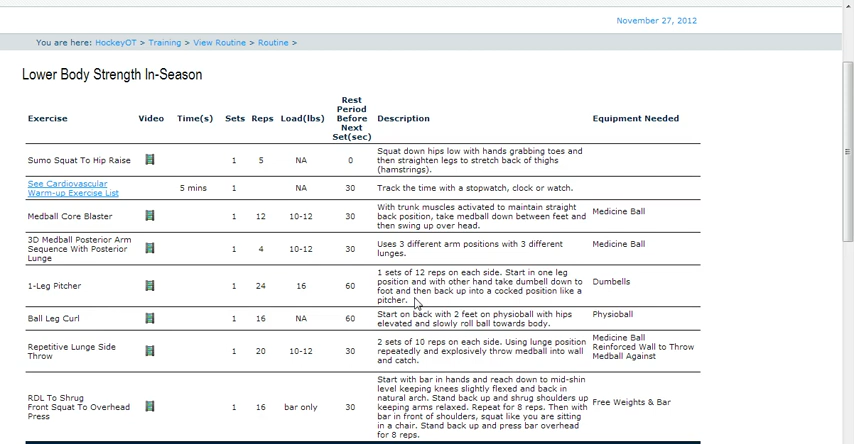 November 27, 2012
You are here: HockeyOT > Training > View Routine > Routine >
Lower Body Strength In-Season
Exercise Video Time(s) Sets Reps Load(lbs) Rest Period Before Next Set(sec) Description Equipment Needed
Sumo Squat To Hip Raise 1 5 NA 0 Squat down hips low with hands grabbing toes and
then straighten legs to stretch back of thighs
(hamstrings).
See Cardiovascular
Warm-up Exercise List 5 mins 1 NA 30 Track the time with a stopwatch, clock or watch.
Medball Core Blaster 1 12 10-12 30 With trunk muscles activated to maintain straight
back position, take medball down between feet and
then swing up over head.
Medicine Ball
3D Medball Posterior Arm
Sequence With Posterior
Lunge 1 4 10-12 30 Uses 3 different arm positions with 3 different
lunges.
Medicine Ball
1-Leg Pitcher 1 24 16 60 1 sets of 12 reps on each side. Start in one leg
position and with other hand take dumbell down to
foot and then back up into a cocked position like a
pitcher.
Dumbells
Ball Leg Curl 1 16 NA 60 Start on back with 2 feet on physioball with hips
elevated and slowly roll ball towards body.
Physioball
Repetitive Lunge Side
Throw 1 20 10-12 30 2 sets of 10 reps on each side. Using lunge position
repeatedly and explosively throw medball into wall
and catch.
Medicine Ball
Reinforced Wall to Throw
Medball Against
RDL To Shrug
Front Squat To Overhead
Press 1 16 bar only 30 Start with bar in hands and reach down to mid-shin
level keeping knees slightly flexed and back in
natural arch. Stand back up and shrug shoulders up
keeping arms relaxed. Repeat for 8 reps. Then with
bar in front of shoulders, squat like you are sitting
in a chair. Stand back up and press bar overhead
for 8 reps.
Free Weights & Bar